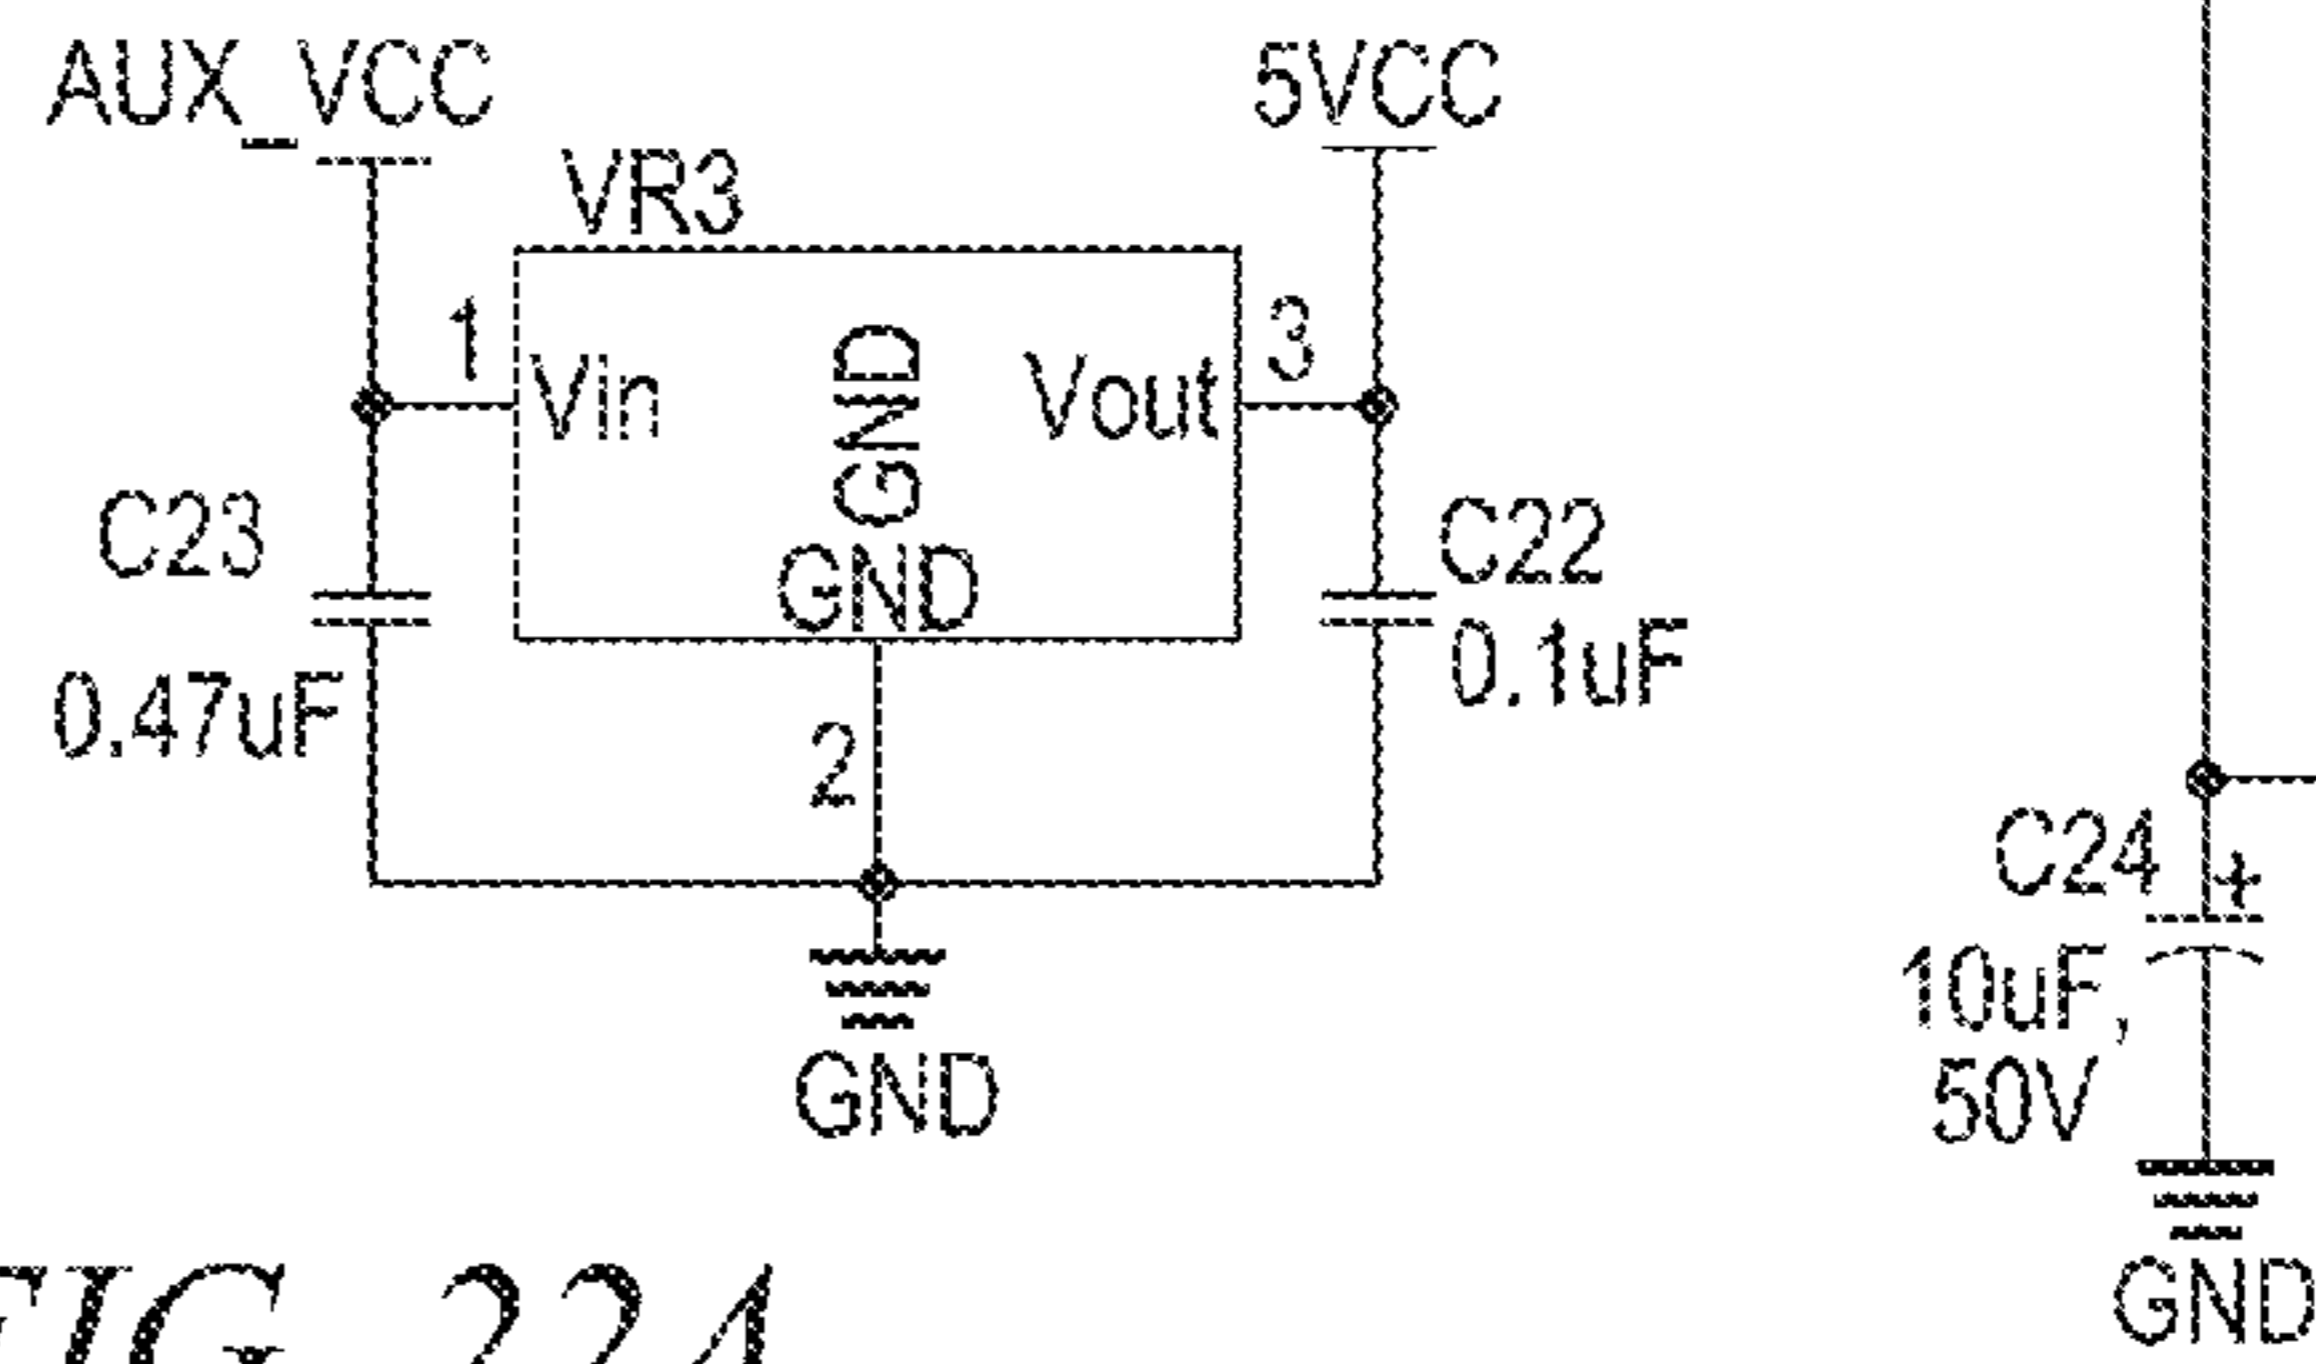 AUX_VCC
5VCC
VR3
1
Vin
GND
Vout
3
C23
C22
GND
0.1uF
0.47uF
2
C24
+
10uF,
50V
GND
GND